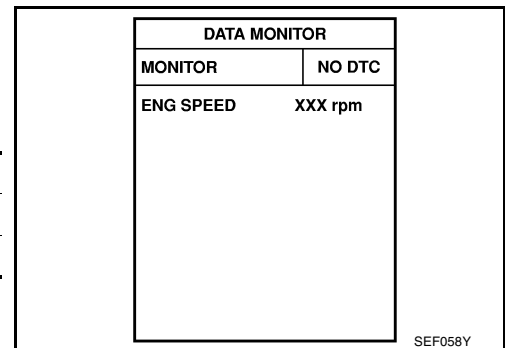 DATA MONITOR
MONITOR NO DTC
ENG SPEED XXX rpm
SEF058Y